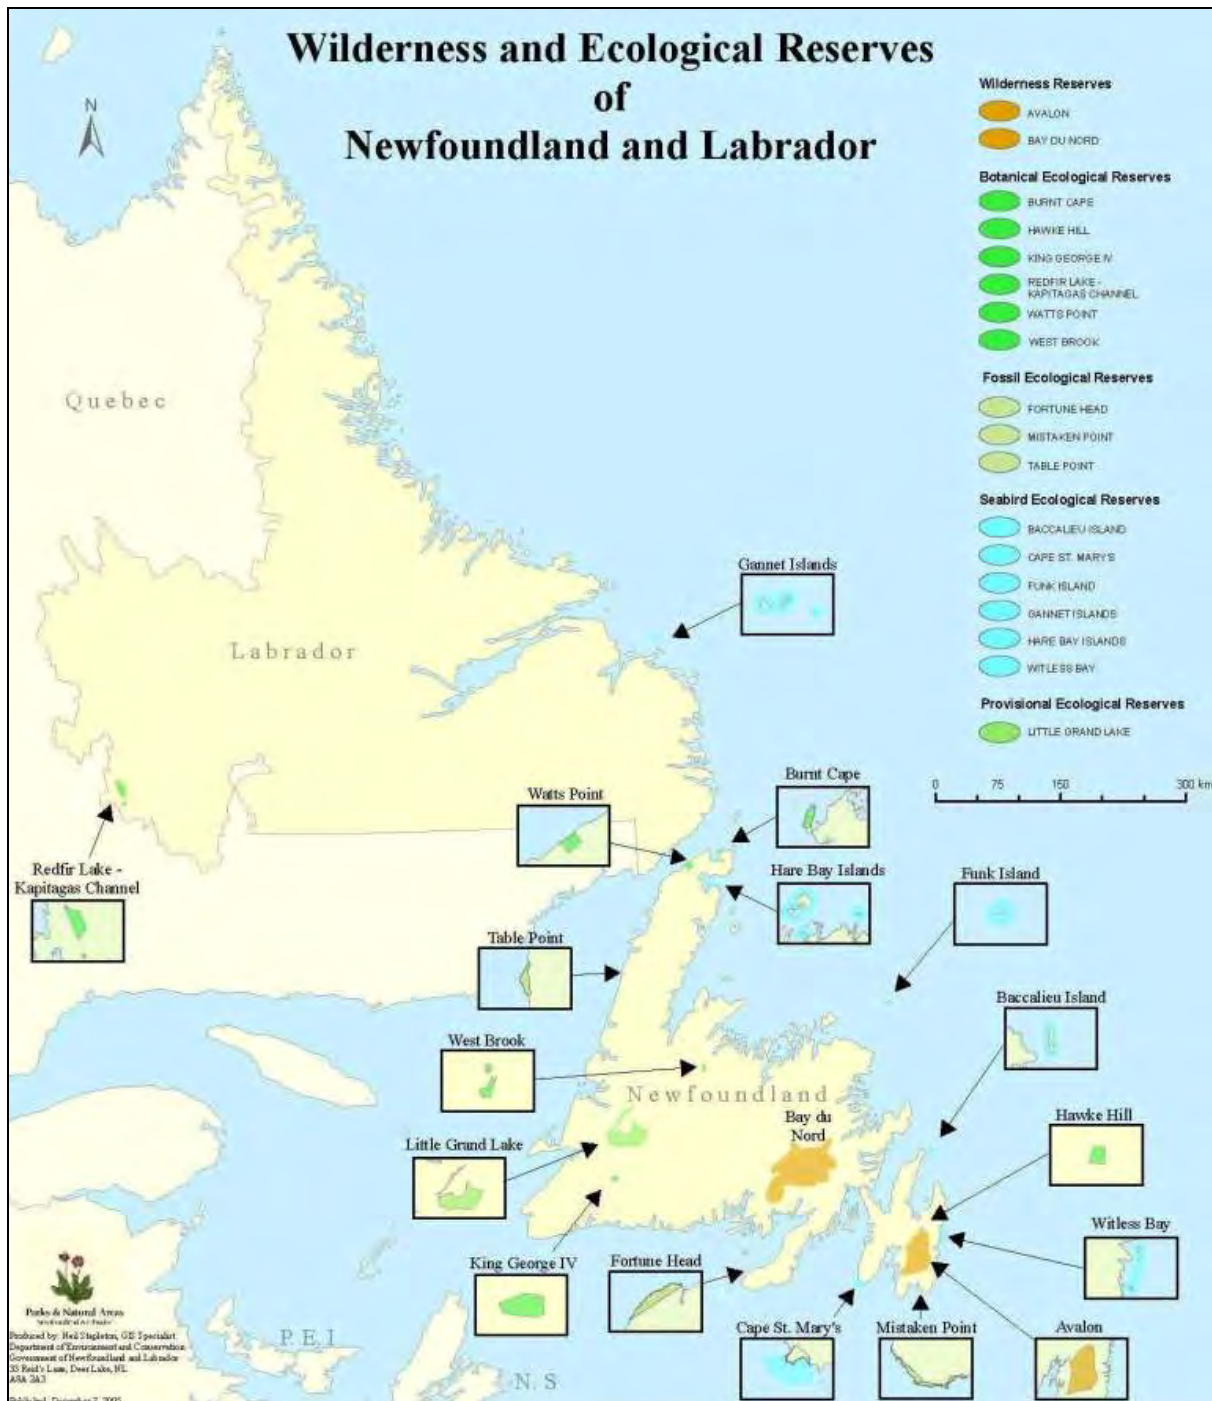 Wilderness and Ecological Reserves
of
Newfoundland and Labrador
N
Wilderness Reserves
AVALON
BAY DU NORD
Botanical Ecological Reserves
BURNT CAPE
HAWKE HILL
KING GEORGE IV
REDFIR LAKE -
KAPITAGAS CHANNEL
WATTS POINT
WEST BROOK
Fossil Ecological Reserves
FORTUNE HEAD
MISTAKEN POINT
TABLE POINT
Seabird Ecological Reserves
BACCALIEU ISLAND
CAPE ST. MARY'S
FUNK ISLAND
GANNET ISLANDS
HARE BAY ISLANDS
WITLESS BAY
Provisional Ecological Reserves
LITTLE GRAND LAKE
0 75 150 300 km
Quebec
Labrador
Gannet Islands
Burnt Cape
Watts Point
Redfir Lake -
Kapitagas Channel
Hare Bay Islands
Funk Island
Table Point
Baccalieu Island
West Brook
Newfoundland
Bay du
Nord
Hawke Hill
Little Grand Lake
Witless Bay
King George IV
Fortune Head
Cape St. Mary's
Mistaken Point
Avalon
P.E.I
N.S
Parks & Natural Areas
Produced by: Neil Stapleton, GIS Specialist
Department of Environment and Conservation
Government of Newfoundland and Labrador
33 Reid's Lane, Deer Lake, NL
A8A 2A3